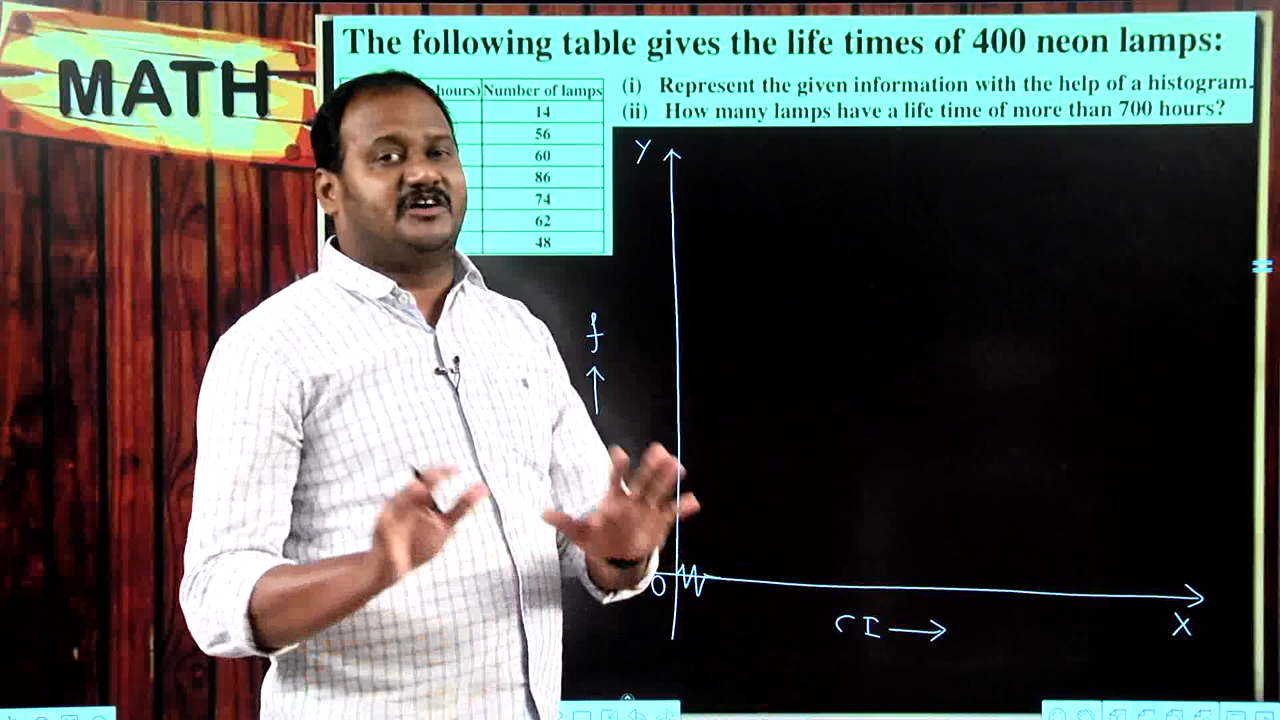 MATH
The following table gives the life times of 400 neon lamps:
hours) Number of lamps
14
56
60
86
74
62
48
(i) Represent the given information with the help of a histogram.
(ii) How many lamps have a life time of more than 700 hours?
Y
f
O
CI
X